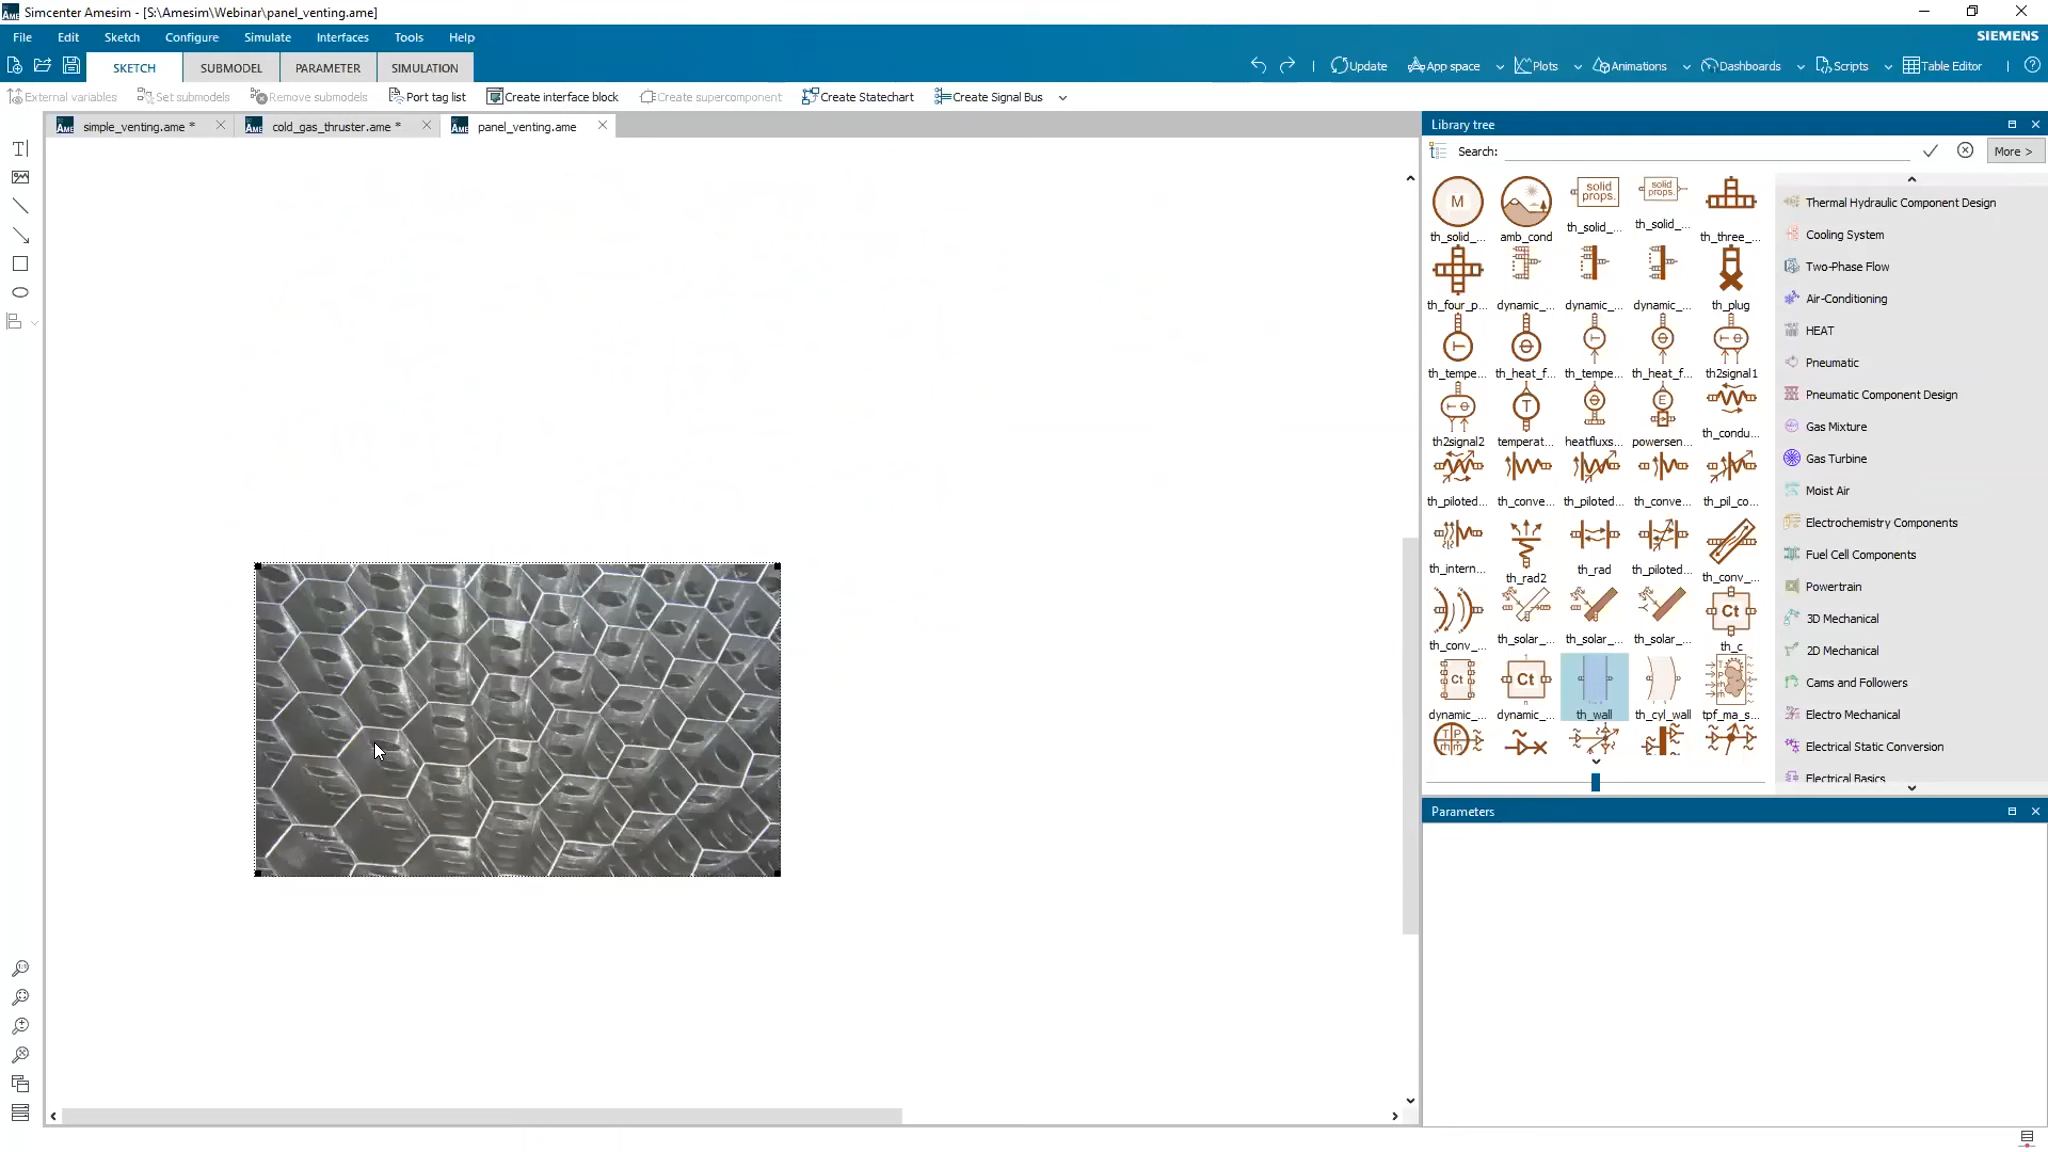 Simcenter Amesim - [S:\Amesim\Webinar\panel_venting.ame]
File Edit Sketch Configure Simulate Interfaces Tools Help
SIEMENS
SKETCH SUBMODEL PARAMETER SIMULATION
Update App space Plots Animations Dashboards Scripts Table Editor
External variables Set submodels Remove submodels Port tag list Create interface block Create supercomponent Create Statechart Create Signal Bus
simple_venting.ame * cold_gas_thruster.ame * panel_venting.ame
Library tree
Search: More >
solid props. solid props.
M
th_solid_... amb_cond th_solid_... th_solid_... th_three_...
th_four_p... dynamic_... dynamic_... dynamic_... th_plug
th_tempe... th_heat_f... th_tempe... th_heat_f... th2signal1
th2signal2 temperat... heatfluxs... powersen... th_condu...
th_piloted... th_conve... th_piloted... th_conve... th_pil_co...
th_intern... th_rad2 th_rad th_piloted... th_conv_...
Ct
th_conv_... th_solar_... th_solar_... th_solar_... th_c
Ct Ct
dynamic_... dynamic_... th_wall th_cyl_wall tpf_ma_s...
Thermal Hydraulic Component Design
Cooling System
Two-Phase Flow
Air-Conditioning
HEAT
Pneumatic
Pneumatic Component Design
Gas Mixture
Gas Turbine
Moist Air
Electrochemistry Components
Fuel Cell Components
Powertrain
3D Mechanical
2D Mechanical
Cams and Followers
Electro Mechanical
Electrical Static Conversion
Electrical Basics
Parameters